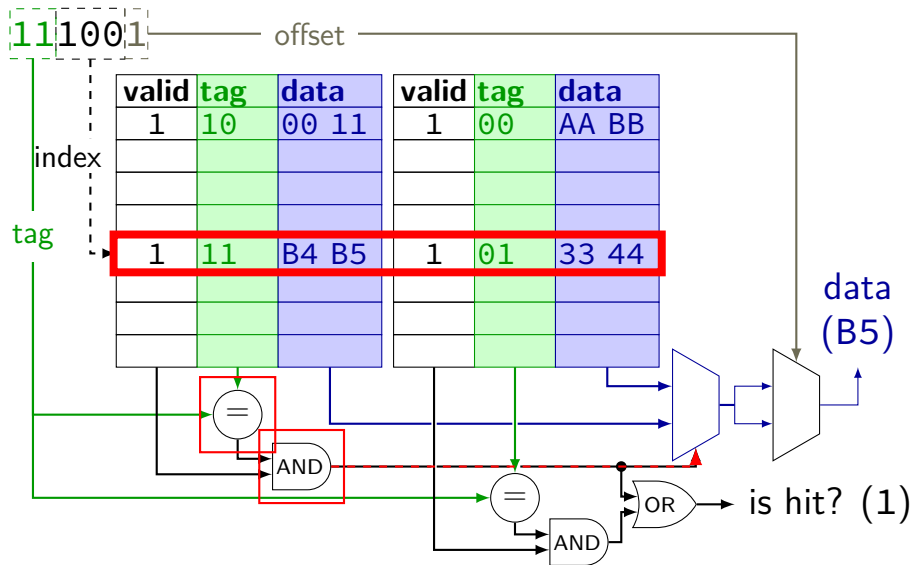 111001
offset
valid tag data valid tag data
1 10 00 11 1 00 AA BB
index
tag
1 11 B4 B5 1 01 33 44
data
(B5)
=
AND
=
OR
is hit? (1)
AND